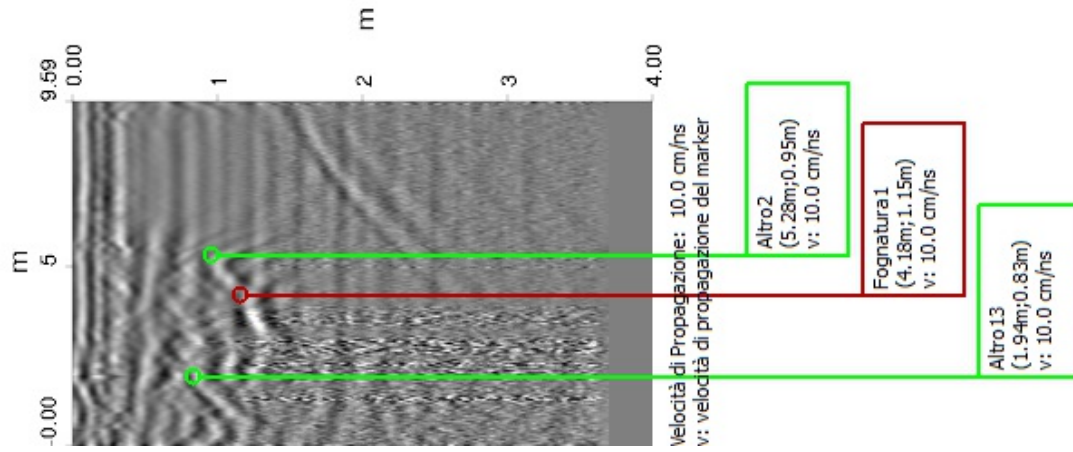 m
-0.00
5
9.59
0.00
1
2
3
4.00
m
Velocità di Propagazione: 10.0 cm/ns
v: velocità di propagazione del marker
Altro2
(5.28m;0.95m)
v: 10.0 cm/ns
Fognatura1
(4.18m;1.15m)
v: 10.0 cm/ns
Altro13
(1.94m;0.83m)
v: 10.0 cm/ns